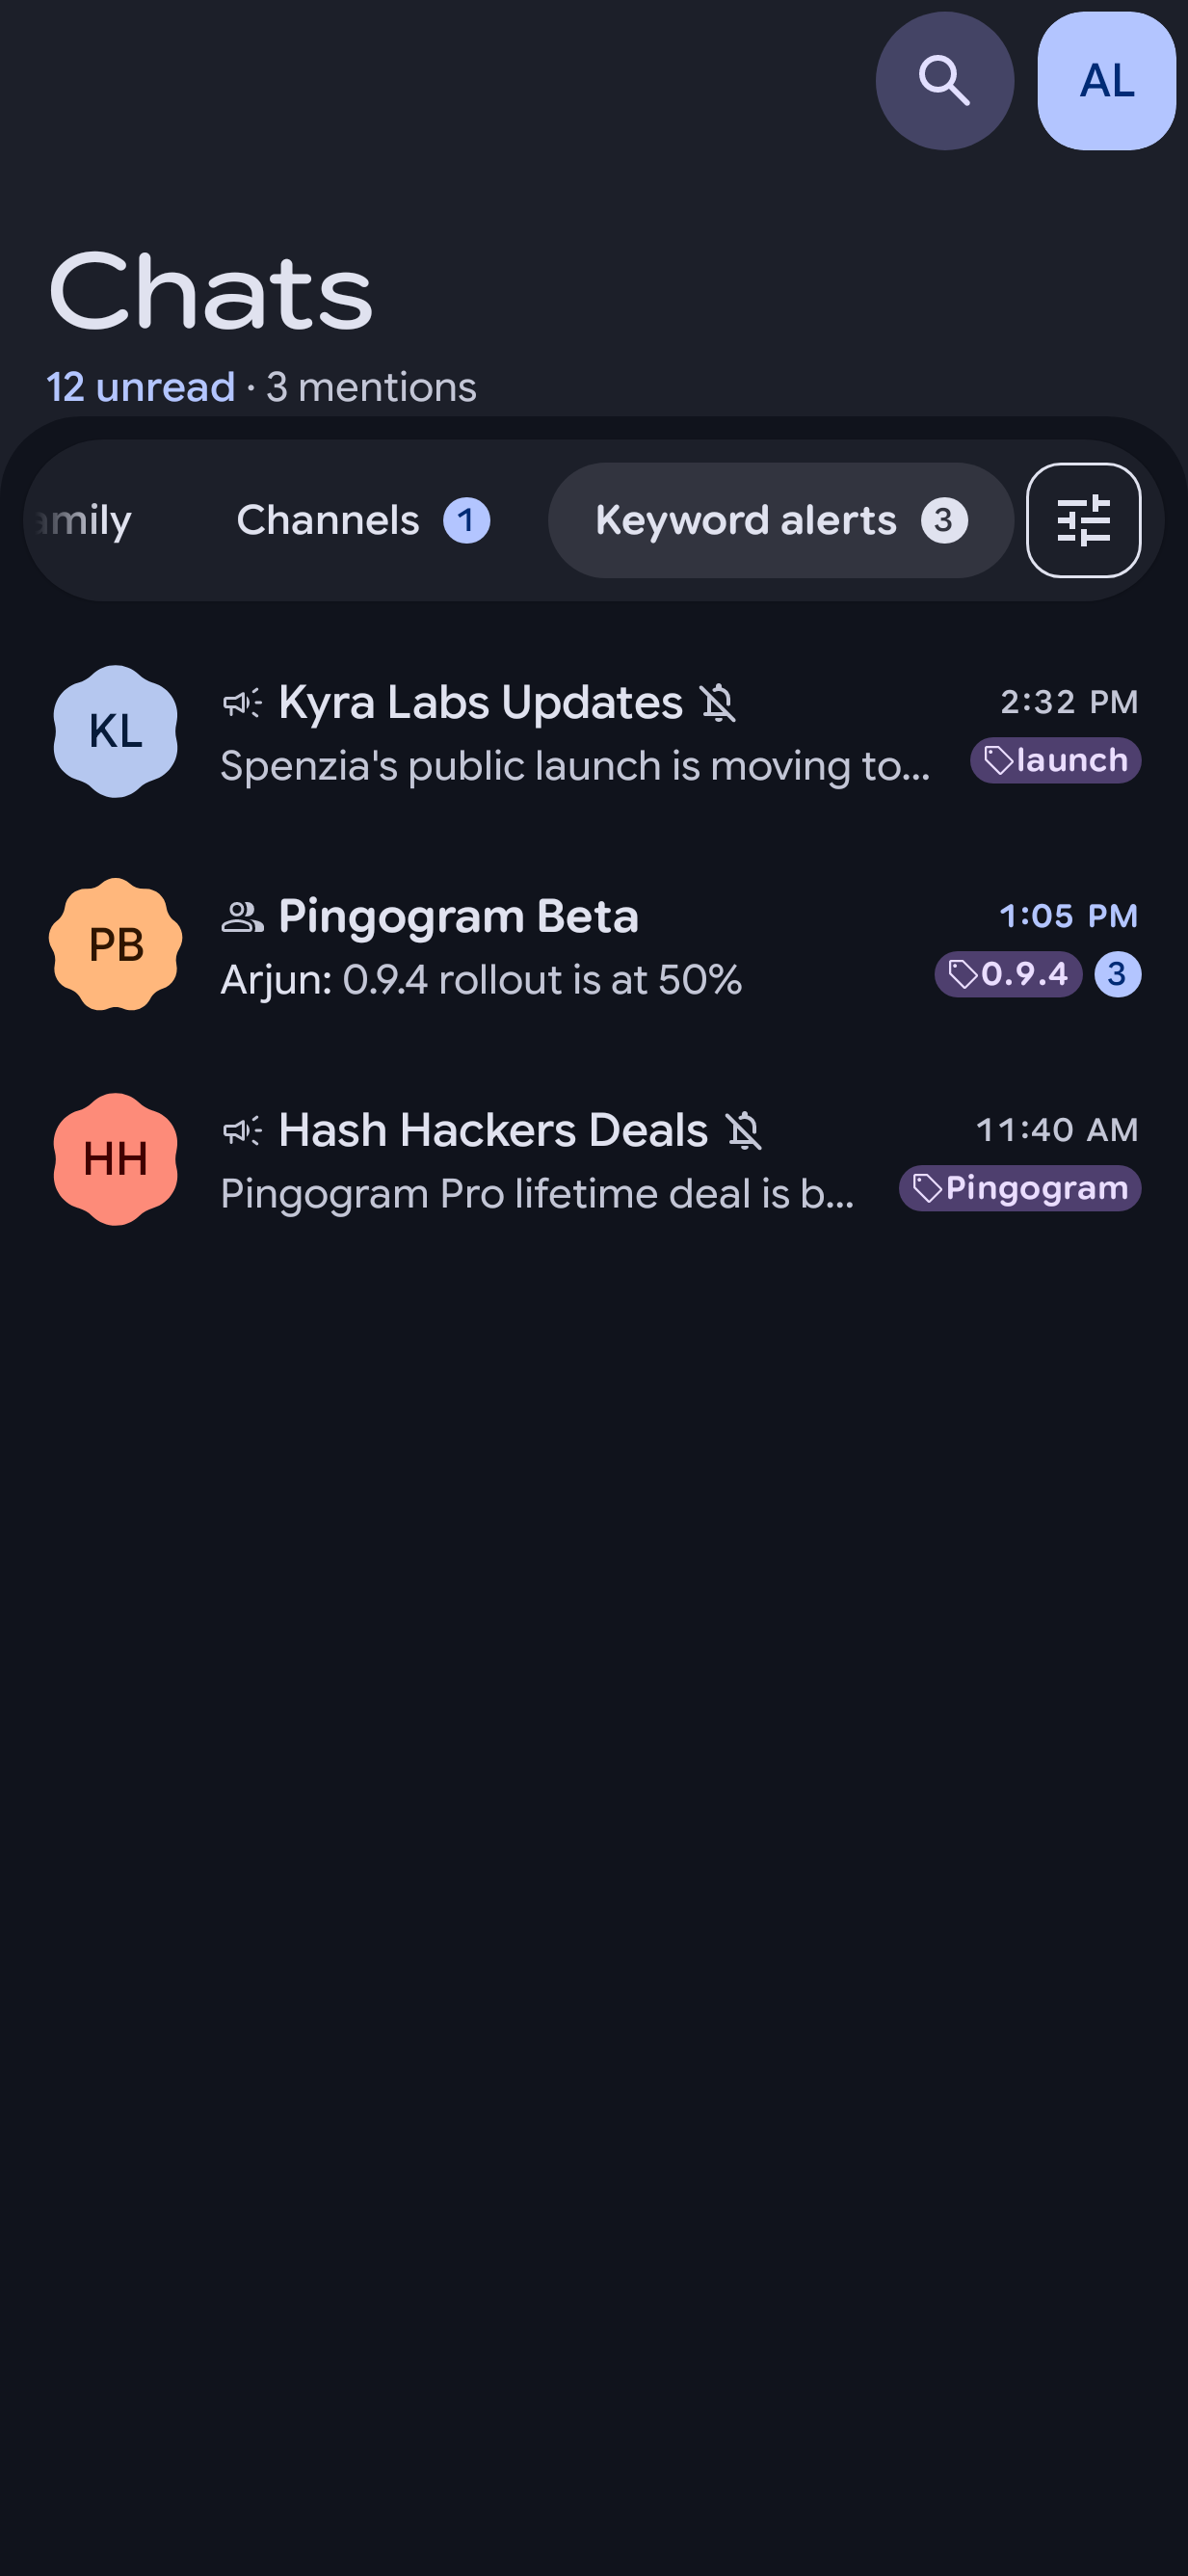 AL
Chats
12 unread · 3 mentions
amily
Channels 1
Keyword alerts 3
KL
Kyra Labs Updates
2:32 PM
Spenzia's public launch is moving to...
launch
PB
Pingogram Beta
1:05 PM
Arjun: 0.9.4 rollout is at 50%
0.9.4
3
HH
Hash Hackers Deals
11:40 AM
Pingogram Pro lifetime deal is b...
Pingogram